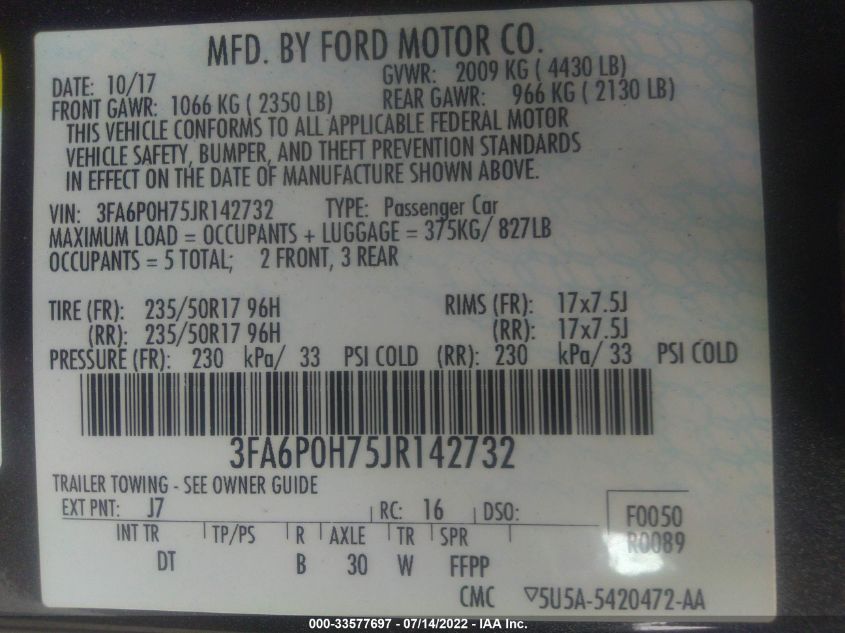 MFD. BY FORD MOTOR CO.
DATE: 10/17 GVWR: 2009 KG ( 4430 LB)
FRONT GAWR: 1066 KG ( 2350 LB) REAR GAWR: 966 KG ( 2130 LB)
THIS VEHICLE CONFORMS TO ALL APPLICABLE FEDERAL MOTOR
VEHICLE SAFETY, BUMPER, AND THEFT PREVENTION STANDARDS
IN EFFECT ON THE DATE OF MANUFACTURE SHOWN ABOVE.
VIN: 3FA6P0H75JR142732 TYPE: Passenger Car
MAXIMUM LOAD = OCCUPANTS + LUGGAGE = 375KG/ 827LB
OCCUPANTS = 5 TOTAL; 2 FRONT, 3 REAR
TIRE (FR): 235/50R17 96H RIMS (FR): 17x7.5J
(RR): 235/50R17 96H (RR): 17x7.5J
PRESSURE (FR): 230 kPa/ 33 PSI COLD (RR): 230 kPa/ 33 PSI COLD
3FA6P0H75JR142732
TRAILER TOWING - SEE OWNER GUIDE
EXT PNT: J7 RC: 16 DSO: F0050
INT TR TP/PS R AXLE TR SPR R0089
DT B 30 W FFPP
CMC ▽5U5A-5420472-AA
000-33577697 - 07/14/2022 - IAA Inc.